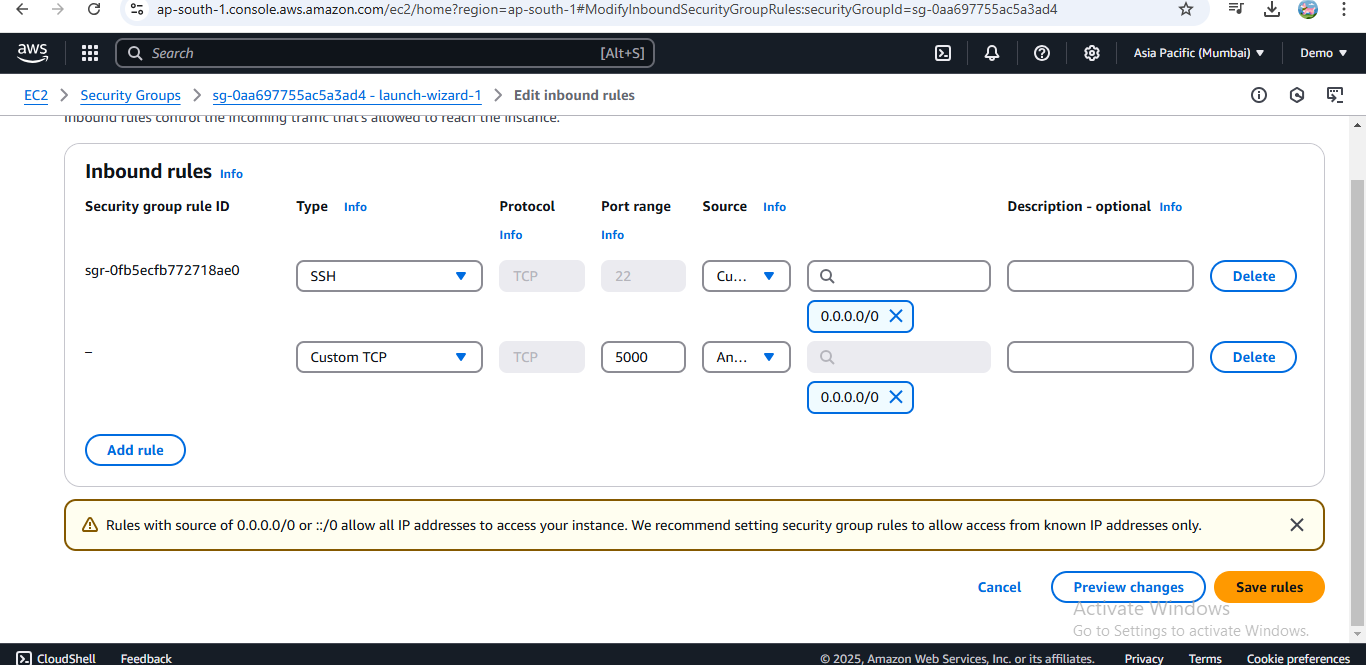 ap-south-1.console.aws.amazon.com/ec2/home?region=ap-south-1#ModifyInboundSecurityGroupRules:securityGroupId=sg-0aa697755ac5a3ad4
aws Search [Alt+S] Asia Pacific (Mumbai) Demo
EC2 Security Groups sg-0aa697755ac5a3ad4 - launch-wizard-1 Edit inbound rules
Inbound rules control the incoming traffic that's allowed to reach the instance.
Inbound rules Info
Security group rule ID Type Info Protocol Port range Source Info Description - optional Info
Info Info
sgr-0fb5ecfb772718ae0 SSH TCP 22 Cu... Delete
0.0.0.0/0
– Custom TCP TCP 5000 An... Delete
0.0.0.0/0
Add rule
Rules with source of 0.0.0.0/0 or ::/0 allow all IP addresses to access your instance. We recommend setting security group rules to allow access from known IP addresses only.
Cancel Preview changes Save rules
Activate Windows
Go to Settings to activate Windows.
CloudShell Feedback © 2025, Amazon Web Services, Inc. or its affiliates. Privacy Terms Cookie preferences